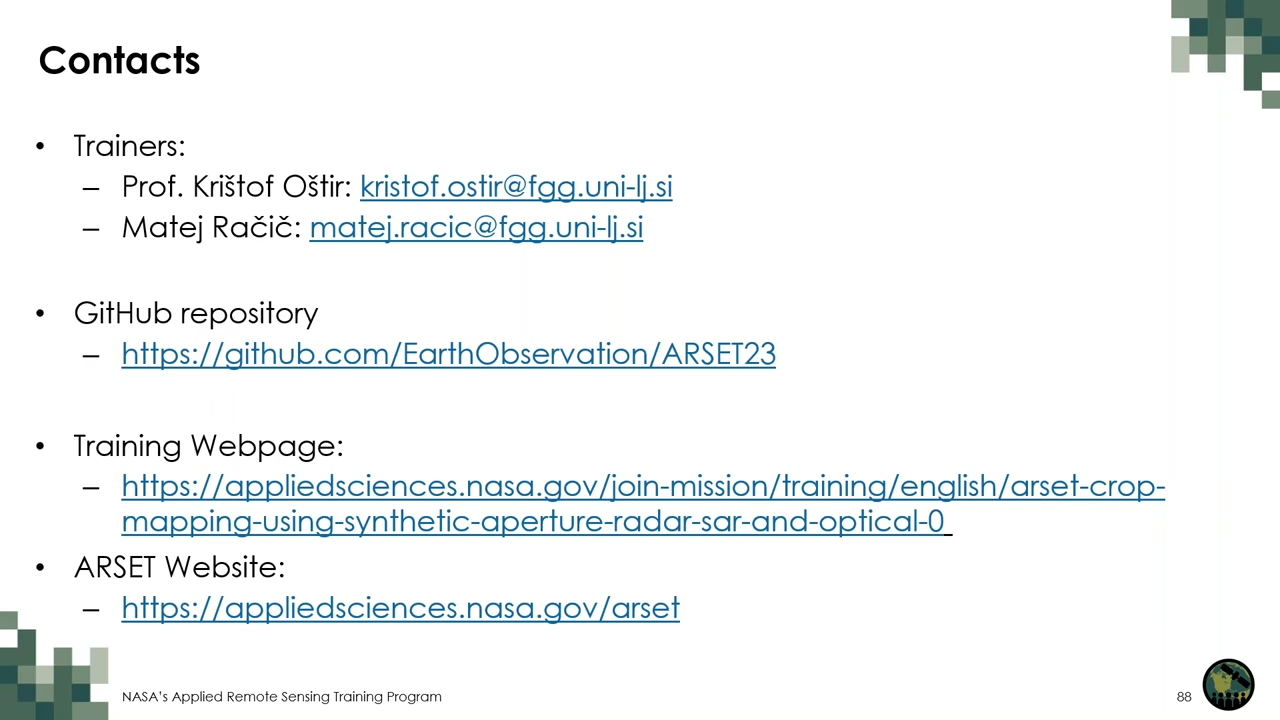 Contacts
• Trainers:
– Prof. Krištof Oštir: kristof.ostir@fgg.uni-lj.si
– Matej Račič: matej.racic@fgg.uni-lj.si
• GitHub repository
– https://github.com/EarthObservation/ARSET23
• Training Webpage:
– https://appliedsciences.nasa.gov/join-mission/training/english/arset-crop-
mapping-using-synthetic-aperture-radar-sar-and-optical-0
• ARSET Website:
– https://appliedsciences.nasa.gov/arset
NASA's Applied Remote Sensing Training Program
88